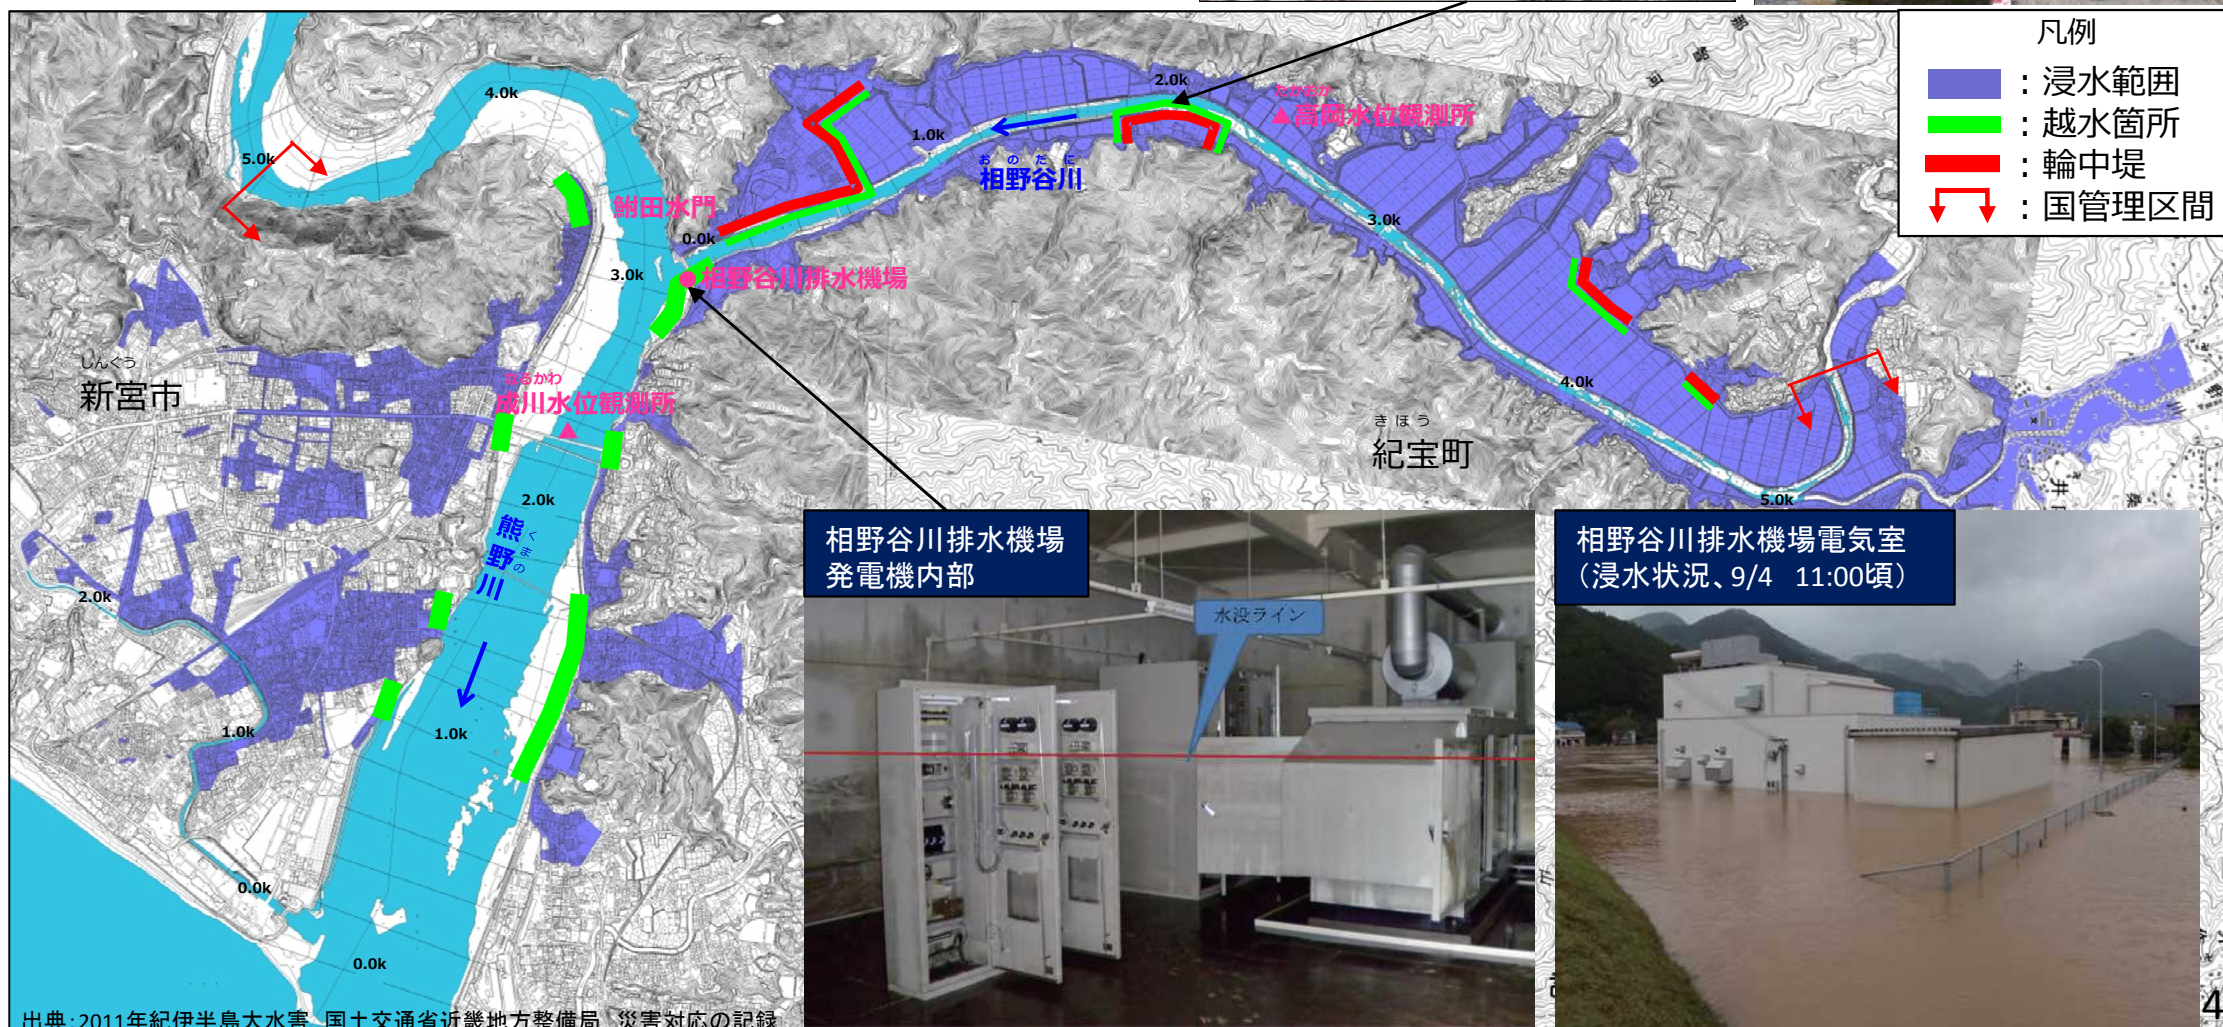 凡例
：浸水範囲
：越水箇所
：輪中堤
：国管理区間
4.0k
5.0k
3.0k
0.0k
1.0k
2.0k
3.0k
4.0k
5.0k
たかおか
高岡水位観測所
おのだに
相野谷川
鮒田水門
相野谷川排水機場
しんぐう
新宮市
なるかわ
成川水位観測所
きほう
紀宝町
2.0k
熊野川
くまの
1.0k
0.0k
2.0k
1.0k
0.0k
相野谷川排水機場
発電機内部
水没ライン
相野谷川排水機場電気室
（浸水状況、9/4 11:00頃）
出典：2011年紀伊半島大水害 国土交通省近畿地方整備局 災害対応の記録
4